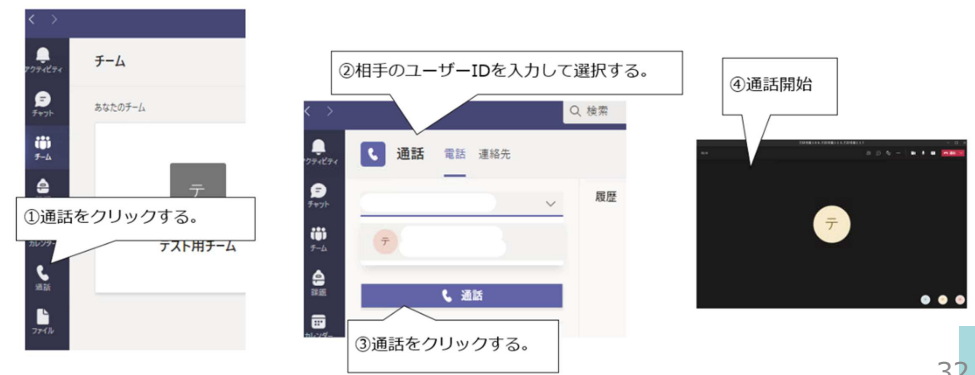 アクティビティ
チャット
チーム
カレンダー
通話
ファイル
チーム
あなたのチーム
テ
テスト用チーム
①通話をクリックする。
②相手のユーザーIDを入力して選択する。
検索
アクティビティ
チャット
チーム
課題
カレンダー
通話 電話 連絡先
履歴
テ
通話
③通話をクリックする。
④通話開始
テ
32